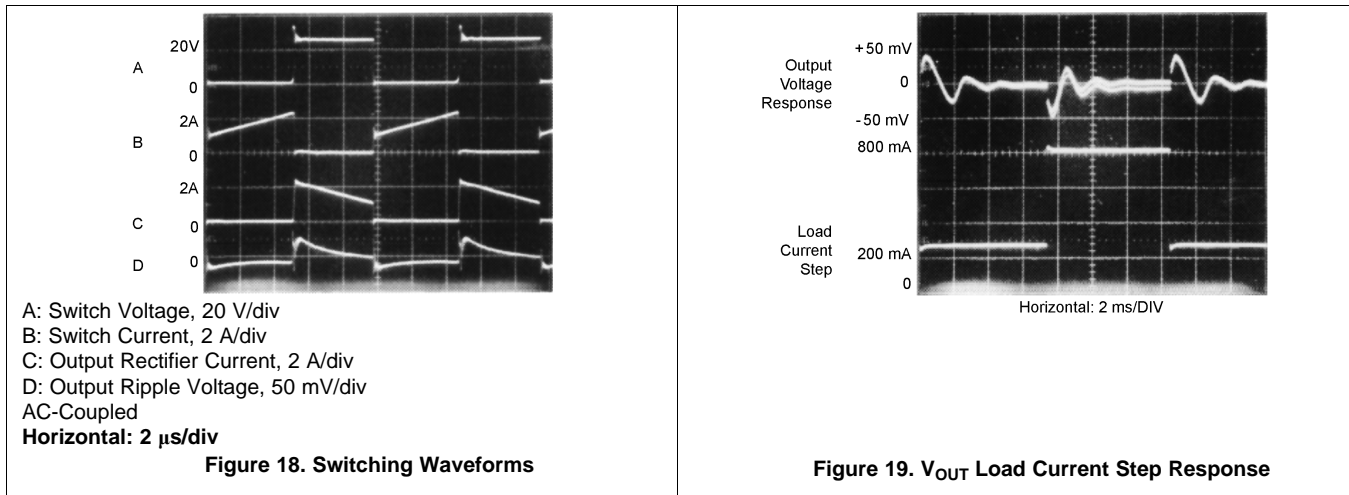 20V
A
0
2A
B
0
2A
C
0
D
0
A: Switch Voltage, 20 V/div
B: Switch Current, 2 A/div
C: Output Rectifier Current, 2 A/div
D: Output Ripple Voltage, 50 mV/div
AC-Coupled
Horizontal: 2 μs/div
Figure 18. Switching Waveforms
+50 mV
Output
Voltage
Response
0
-50 mV
800 mA
Load
Current
Step
200 mA
0
Horizontal: 2 ms/DIV
Figure 19. VOUT Load Current Step Response